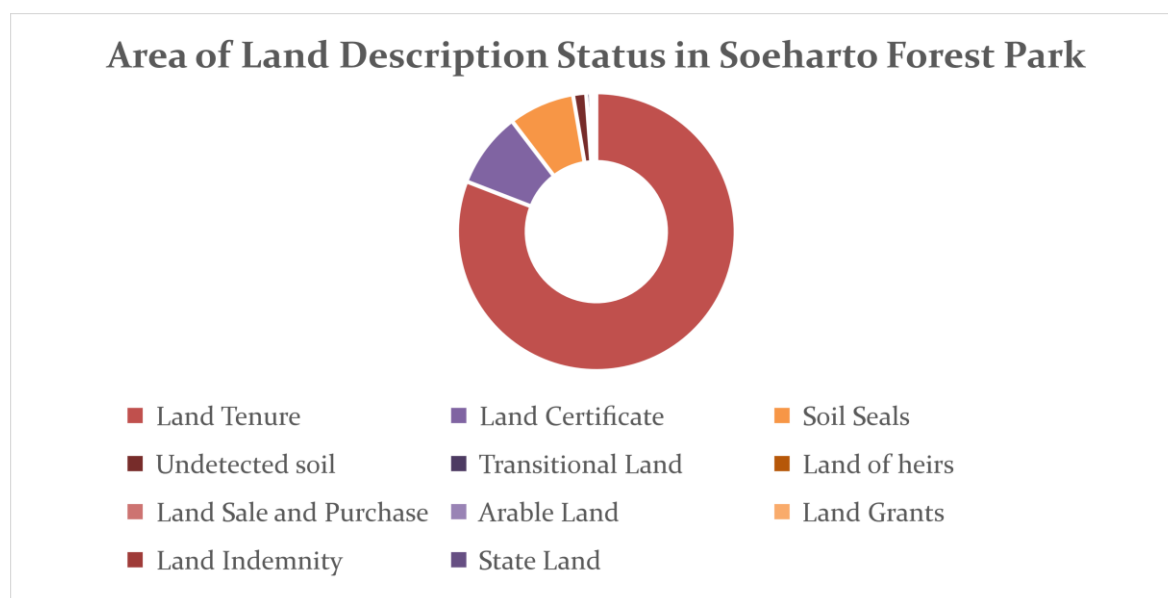 Area of Land Description Status in Soeharto Forest Park
Land Tenure
Land Certificate
Soil Seals
Undetected soil
Transitional Land
Land of heirs
Land Sale and Purchase
Arable Land
Land Grants
Land Indemnity
State Land